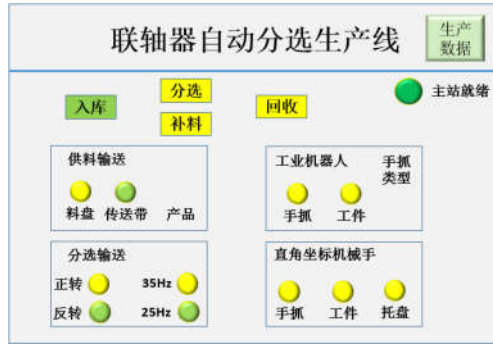 联轴器自动分选生产线
生产
数据
入库
分选
补料
回收
主站就绪
供料输送
料盘 传送带 产品
工业机器人
手抓
类型
手抓 工件
分选输送
正转 35Hz
反转 25Hz
直角坐标机械手
手抓 工件 托盘